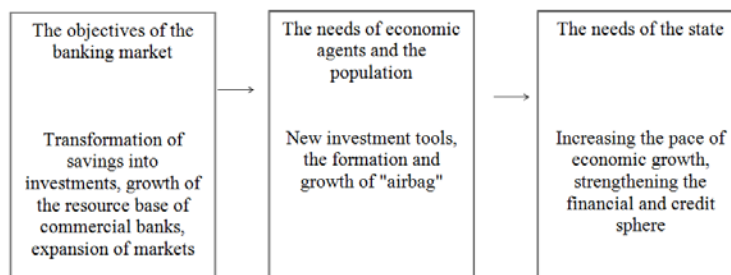 The objectives of the
banking market
Transformation of
savings into
investments, growth of
the resource base of
commercial banks,
expansion of markets
The needs of economic
agents and the
population
New investment tools,
the formation and
growth of "airbag"
The needs of the state
Increasing the pace of
economic growth,
strengthening the
financial and credit
sphere